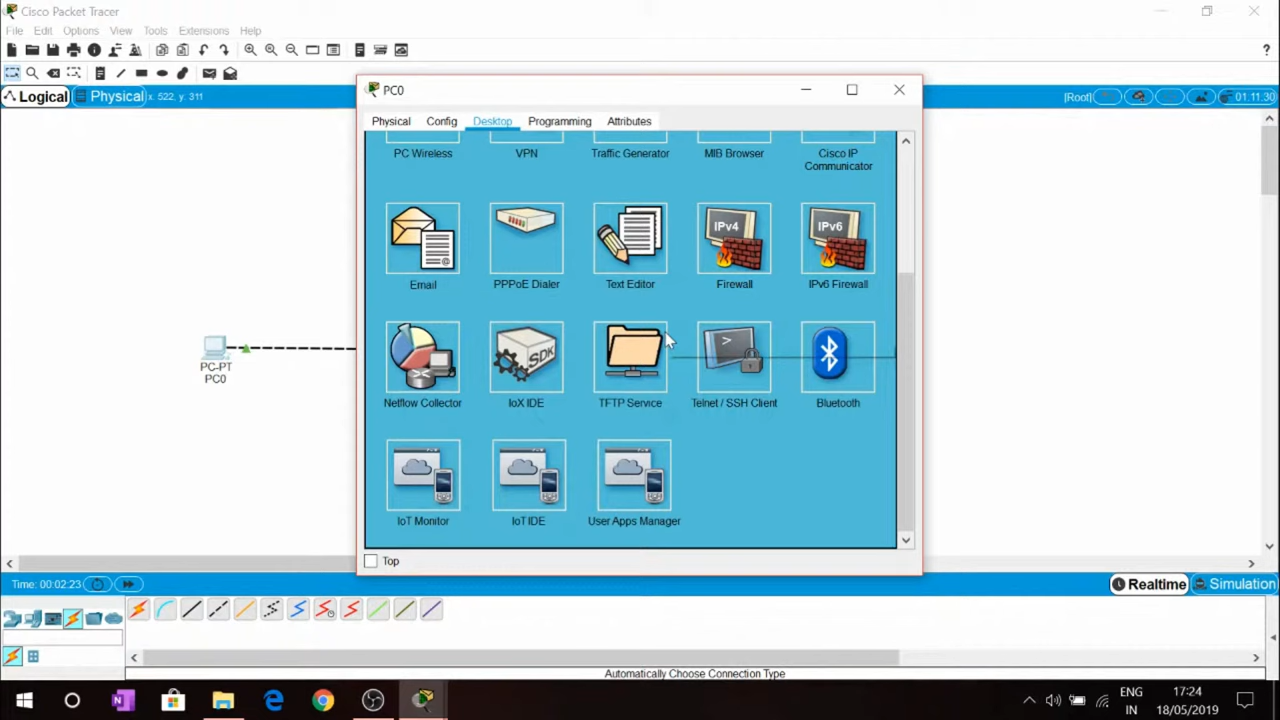 Cisco Packet Tracer
File Edit Options View Tools Extensions Help
?
Logical Physical x: 522, y: 311 [Root] 01:11:30
PC0
Physical Config Desktop Programming Attributes
PC Wireless VPN Traffic Generator MIB Browser Cisco IP
Communicator
IPv4 IPv6
Email PPPoE Dialer Text Editor Firewall IPv6 Firewall
SDK >
Netflow Collector IoX IDE TFTP Service Telnet / SSH Client Bluetooth
PC-PT
PC0
IoT Monitor IoT IDE User Apps Manager
Top
Time: 00:02:23 Realtime Simulation
Automatically Choose Connection Type
ENG 17:24
IN 18/05/2019